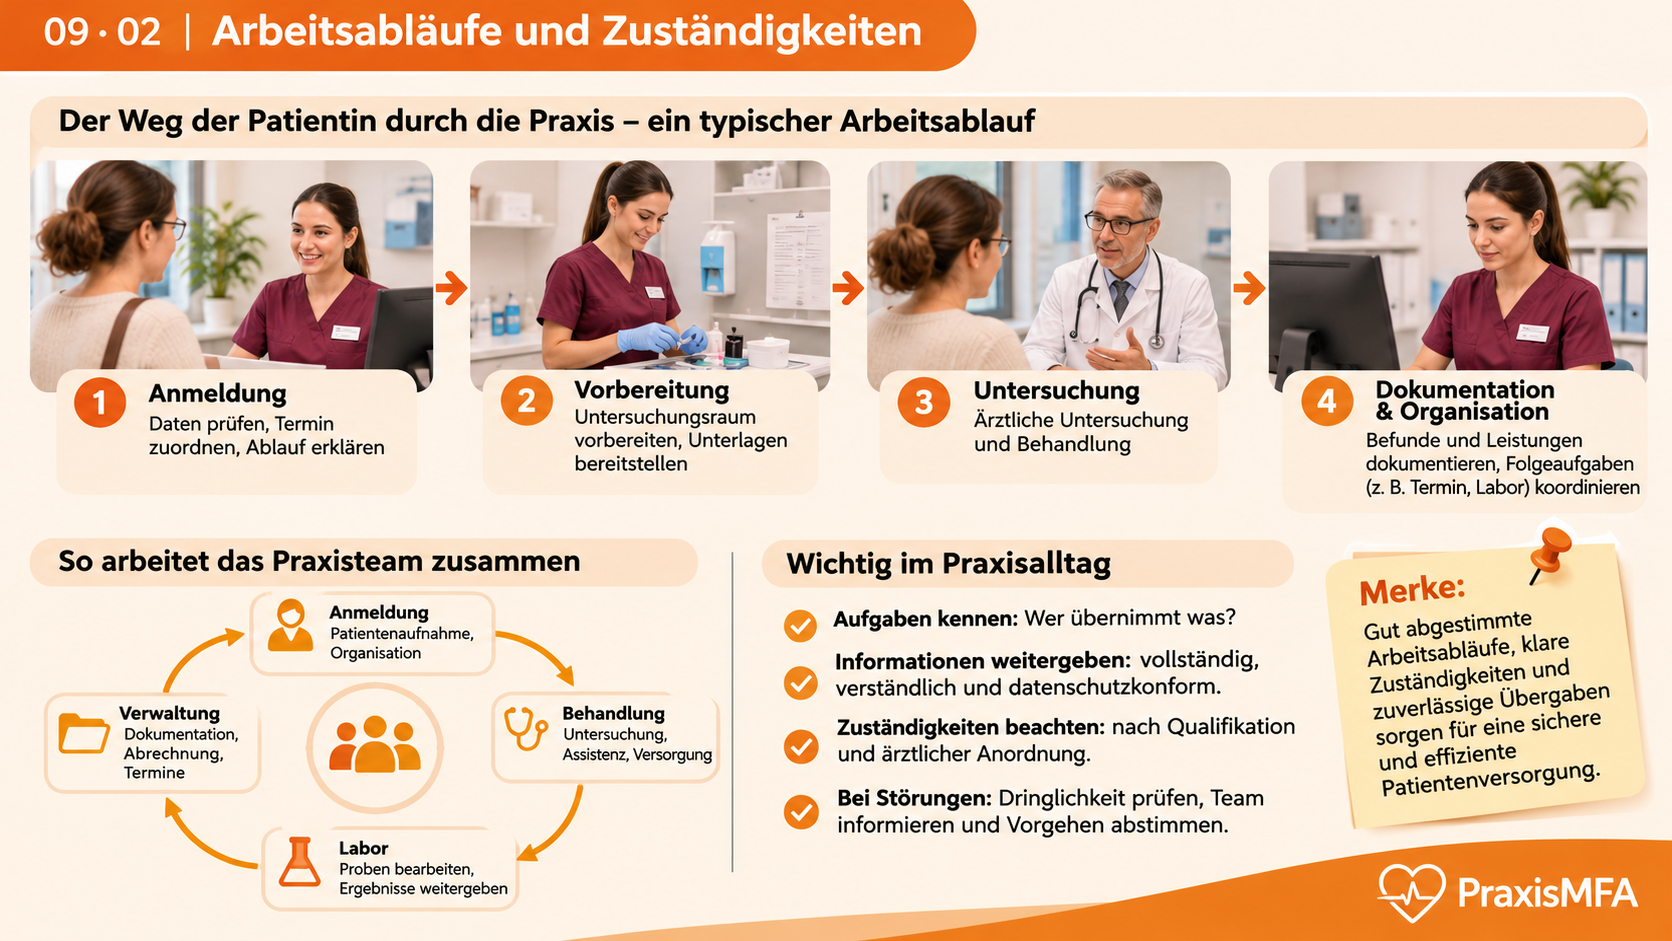 09 · 02 | Arbeitsabläufe und Zuständigkeiten
Der Weg der Patientin durch die Praxis – ein typischer Arbeitsablauf
1
Anmeldung
Daten prüfen, Termin
zuordnen, Ablauf erklären
2
Vorbereitung
Untersuchungsraum
vorbereiten, Unterlagen
bereitstellen
3
Untersuchung
Ärztliche Untersuchung
und Behandlung
4
Dokumentation
& Organisation
Befunde und Leistungen
dokumentieren, Folgeaufgaben
(z. B. Termin, Labor) koordinieren
So arbeitet das Praxisteam zusammen
Anmeldung
Patientenaufnahme,
Organisation
Behandlung
Untersuchung,
Assistenz, Versorgung
Labor
Proben bearbeiten,
Ergebnisse weitergeben
Verwaltung
Dokumentation,
Abrechnung,
Termine
Wichtig im Praxisalltag
Aufgaben kennen: Wer übernimmt was?
Informationen weitergeben: vollständig,
verständlich und datenschutzkonform.
Zuständigkeiten beachten: nach Qualifikation
und ärztlicher Anordnung.
Bei Störungen: Dringlichkeit prüfen, Team
informieren und Vorgehen abstimmen.
Merke:
Gut abgestimmte
Arbeitsabläufe, klare
Zuständigkeiten und
zuverlässige Übergaben
sorgen für eine sichere
und effiziente
Patientenversorgung.
PraxisMFA